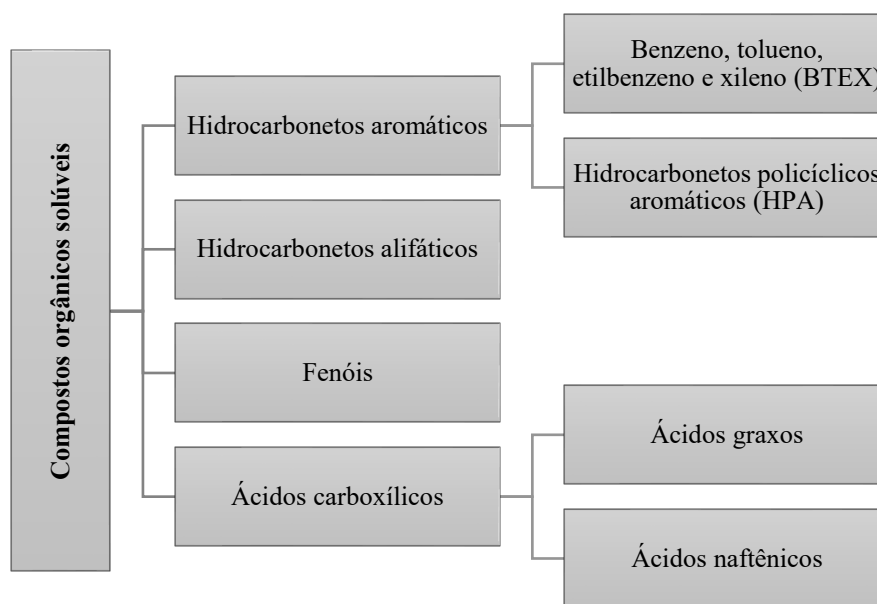 Compostos orgânicos solúveis
Hidrocarbonetos aromáticos
Benzeno, tolueno,
etilbenzeno e xileno (BTEX)
Hidrocarbonetos policíclicos
aromáticos (HPA)
Hidrocarbonetos alifáticos
Fenóis
Ácidos carboxílicos
Ácidos graxos
Ácidos naftênicos